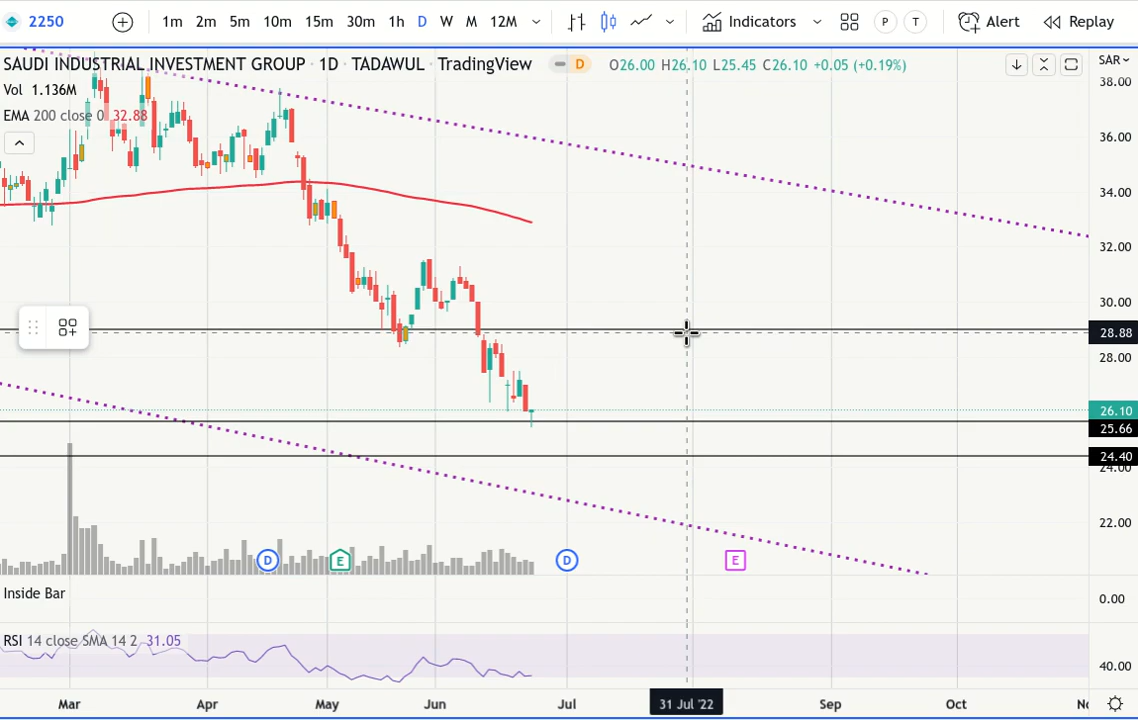 2250 1m 2m 5m 10m 15m 30m 1h D W M 12M Indicators P T Alert Replay
SAUDI INDUSTRIAL INVESTMENT GROUP · 1D · TADAWUL · TradingView D O26.00 H26.10 L25.45 C26.10 +0.05 (+0.19%) SAR
Vol 1.136M
EMA 200 close 0 32.88
38.00
36.00
34.00
32.00
30.00
28.88
28.00
26.10
25.66
24.40
24.00
22.00
D E D E
Inside Bar
0.00
RSI 14 close SMA 14 2 31.05
40.00
Mar Apr May Jun Jul 31 Jul '22 Sep Oct